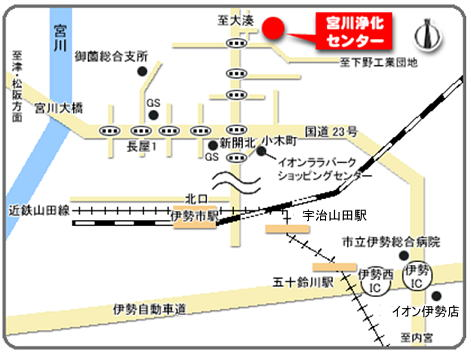 至大湊
宮川浄化
センター
宮川
御薗総合支所
至下野工業団地
至津・松阪方面
宮川大橋
GS
国道23号
長屋1
新開北
小木町
GS
イオンララパーク
ショッピングセンター
北口
近鉄山田線
伊勢市駅
宇治山田駅
市立伊勢総合病院
五十鈴川駅
伊勢西
IC
伊勢
IC
伊勢自動車道
イオン伊勢店
至内宮